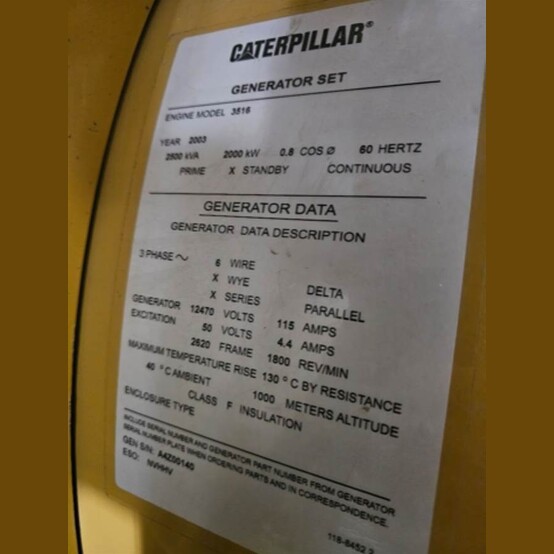 CATERPILLAR®
GENERATOR SET
ENGINE MODEL 3516
YEAR 2003
2500 kVA 2000 kW 0.8 COS Ø 60 HERTZ
PRIME X STANDBY CONTINUOUS
GENERATOR DATA
GENERATOR DATA DESCRIPTION
3 PHASE ~ 6 WIRE
X WYE DELTA
X SERIES PARALLEL
GENERATOR 12470 VOLTS 115 AMPS
EXCITATION 50 VOLTS 4.4 AMPS
2620 FRAME 1800 REV/MIN
MAXIMUM TEMPERATURE RISE 130 ° C BY RESISTANCE
40 ° C AMBIENT 1000 METERS ALTITUDE
CLASS F INSULATION
ENCLOSURE TYPE
INCLUDE SERIAL NUMBER AND GENERATOR PART NUMBER FROM GENERATOR
SERIAL NUMBER PLATE WHEN ORDERING PARTS AND IN CORRESPONDENCE.
GEN S/N: A4Z00140
ESO: